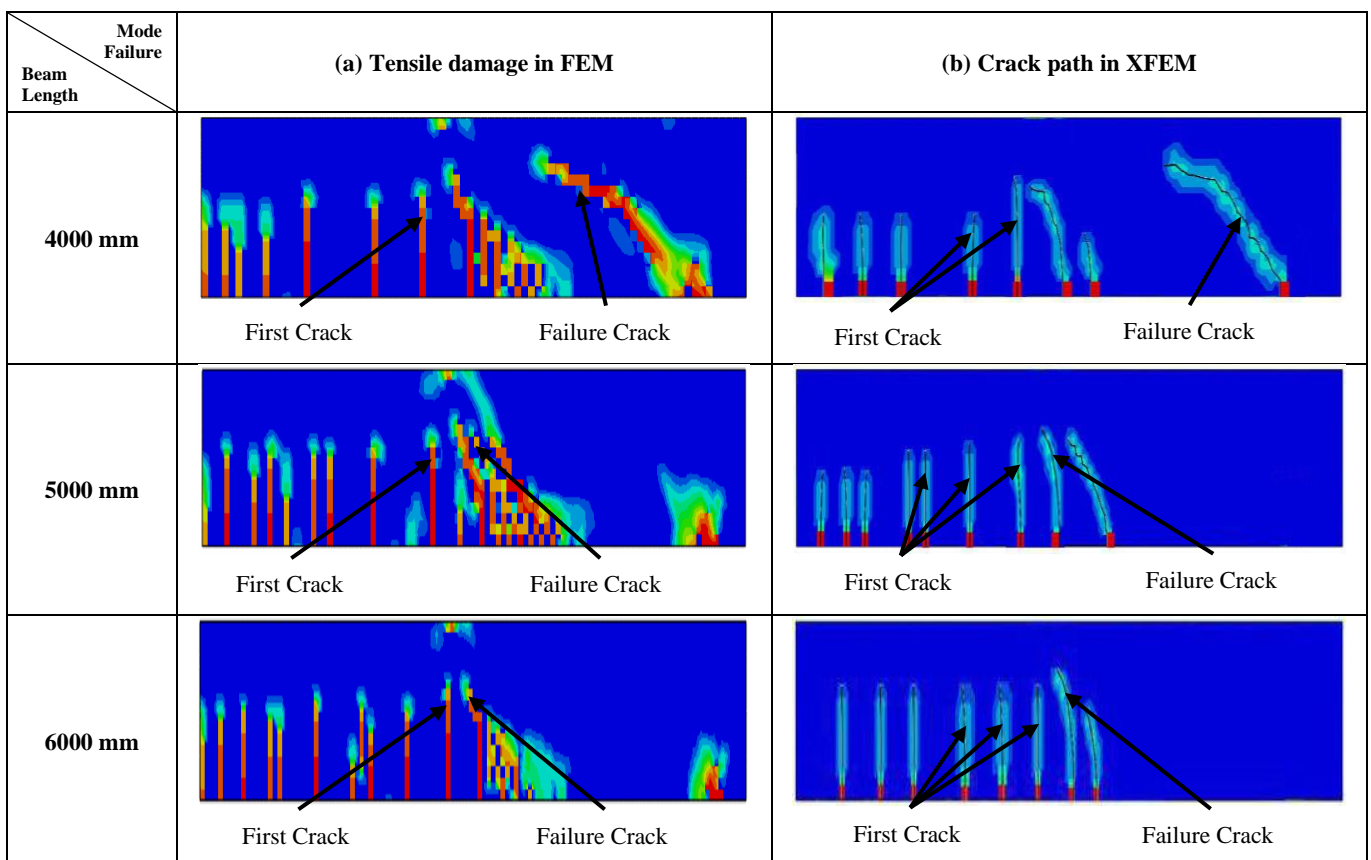 Mode
Failure
Beam
Length
(a) Tensile damage in FEM
(b) Crack path in XFEM
4000 mm
First Crack
Failure Crack
First Crack
Failure Crack
5000 mm
First Crack
Failure Crack
First Crack
Failure Crack
6000 mm
First Crack
Failure Crack
First Crack
Failure Crack